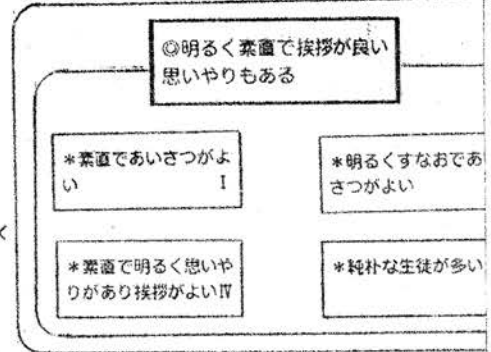 ◎明るく素直で挨拶が良い
思いやりもある
*素直であいさつがよ
い I
*明るくすなおであ
さつがよい
*素直で明るく思いや
りがあり挨拶がよいⅣ
*純朴な生徒が多い